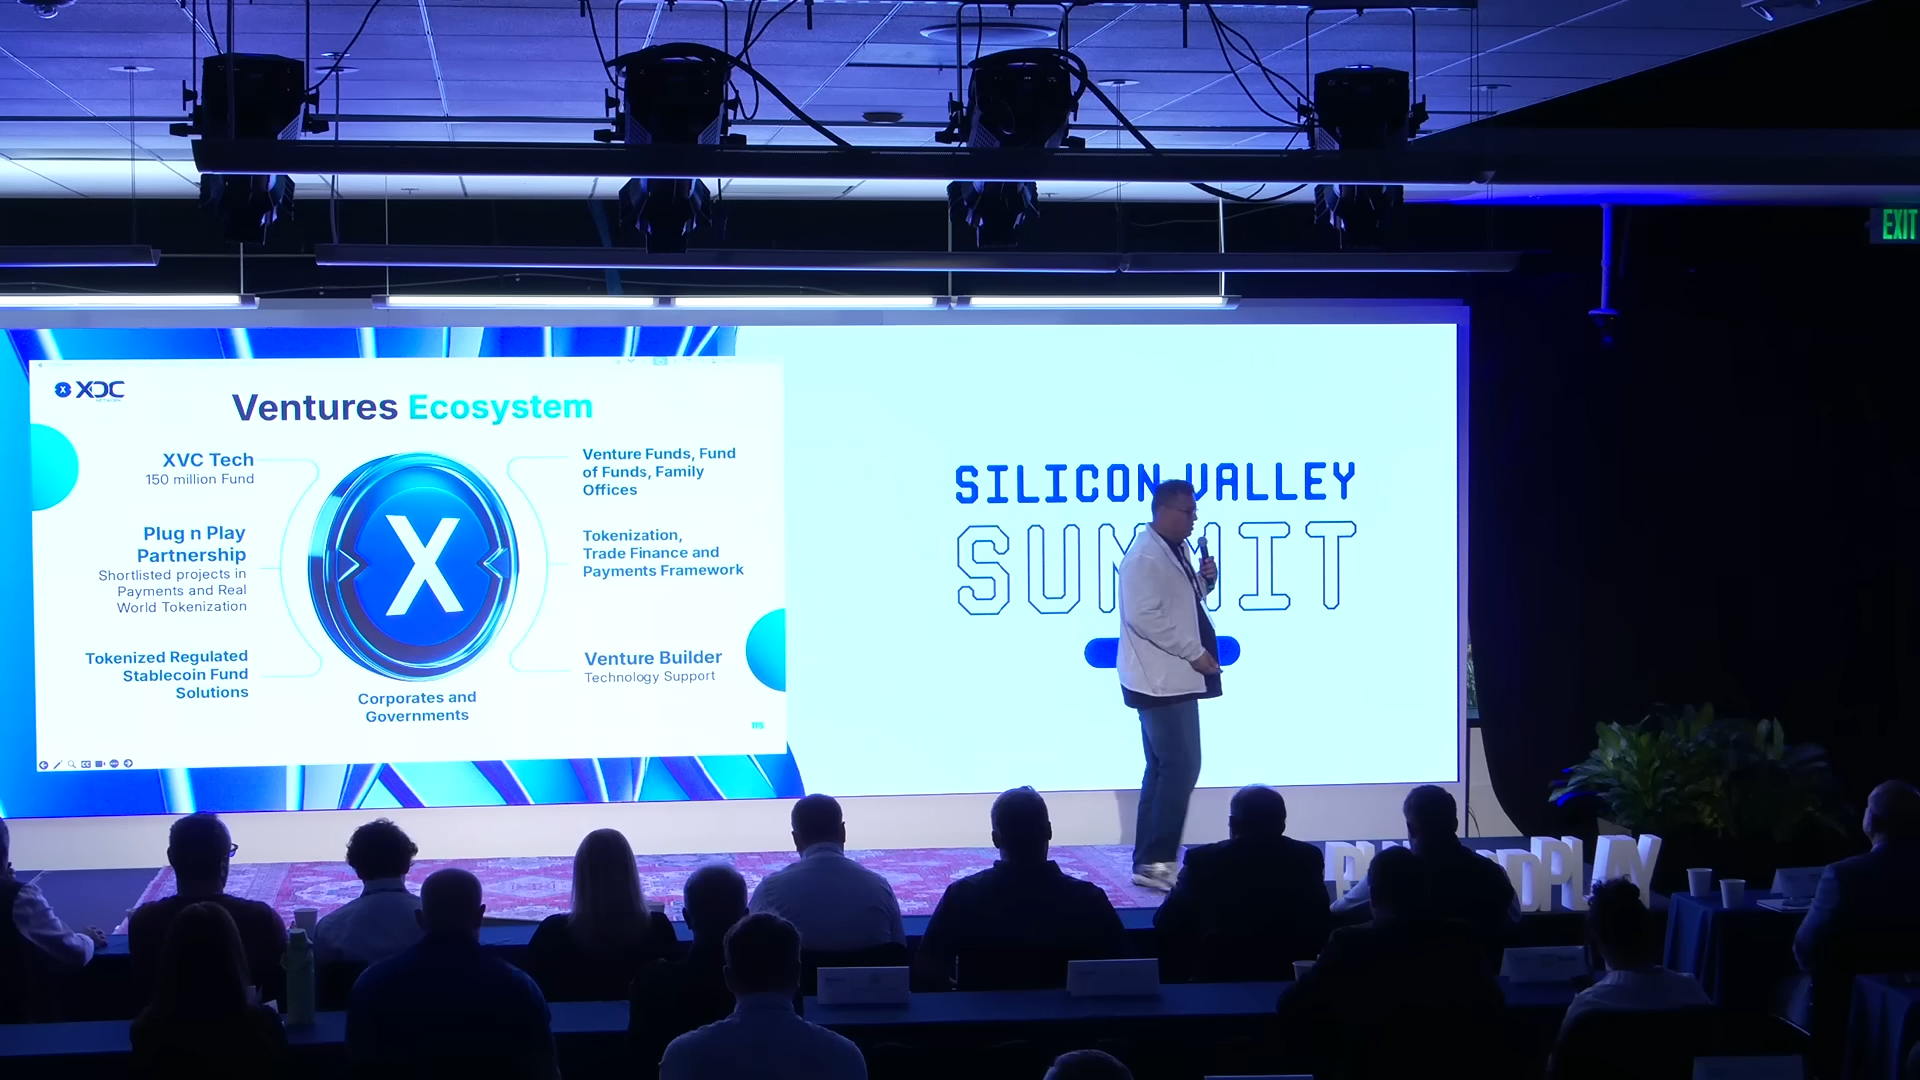 EXIT
XDC
Ventures Ecosystem
XVC Tech
150 million Fund
Plug n Play
Partnership
Shortlisted projects in
Payments and Real
World Tokenization
Tokenized Regulated
Stablecoin Fund
Solutions
X
Corporates and
Governments
Venture Funds, Fund
of Funds, Family
Offices
Tokenization,
Trade Finance and
Payments Framework
Venture Builder
Technology Support
SILICON VALLEY
SUMMIT
PLAY